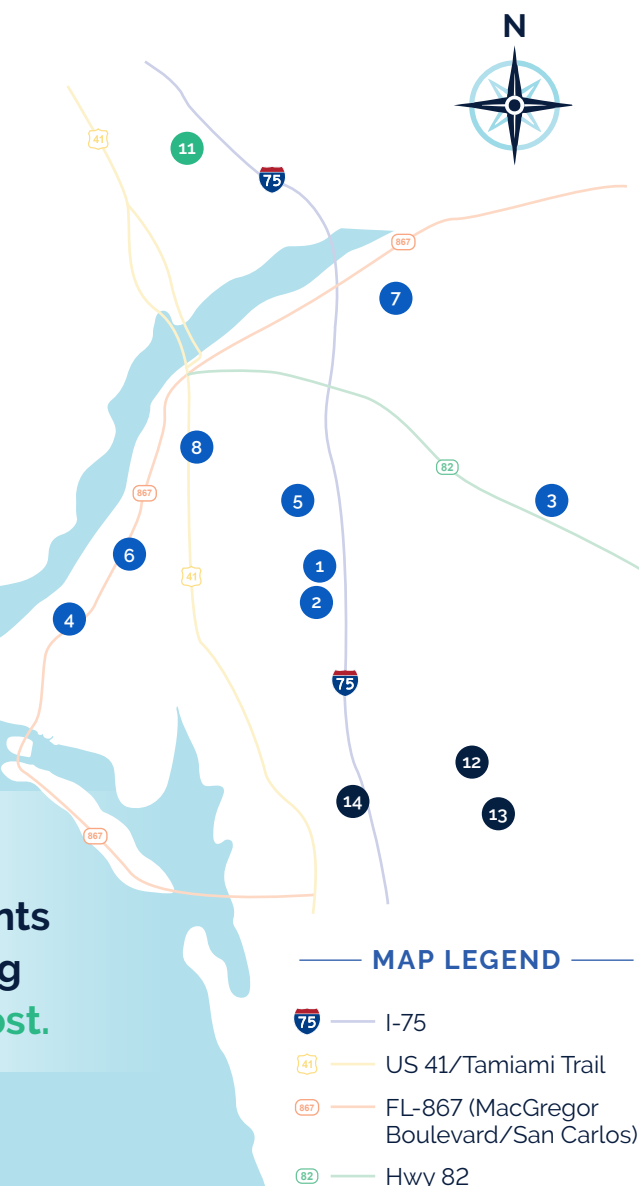 N
41
11
75
867
7
8
82
867
5
3
6
1
41
2
4
75
12
14
13
867
nts
g
ost.
MAP LEGEND
75 I-75
41 US 41/Tamiami Trail
867 FL-867 (MacGregor
Boulevard/San Carlos)
82 Hwy 82